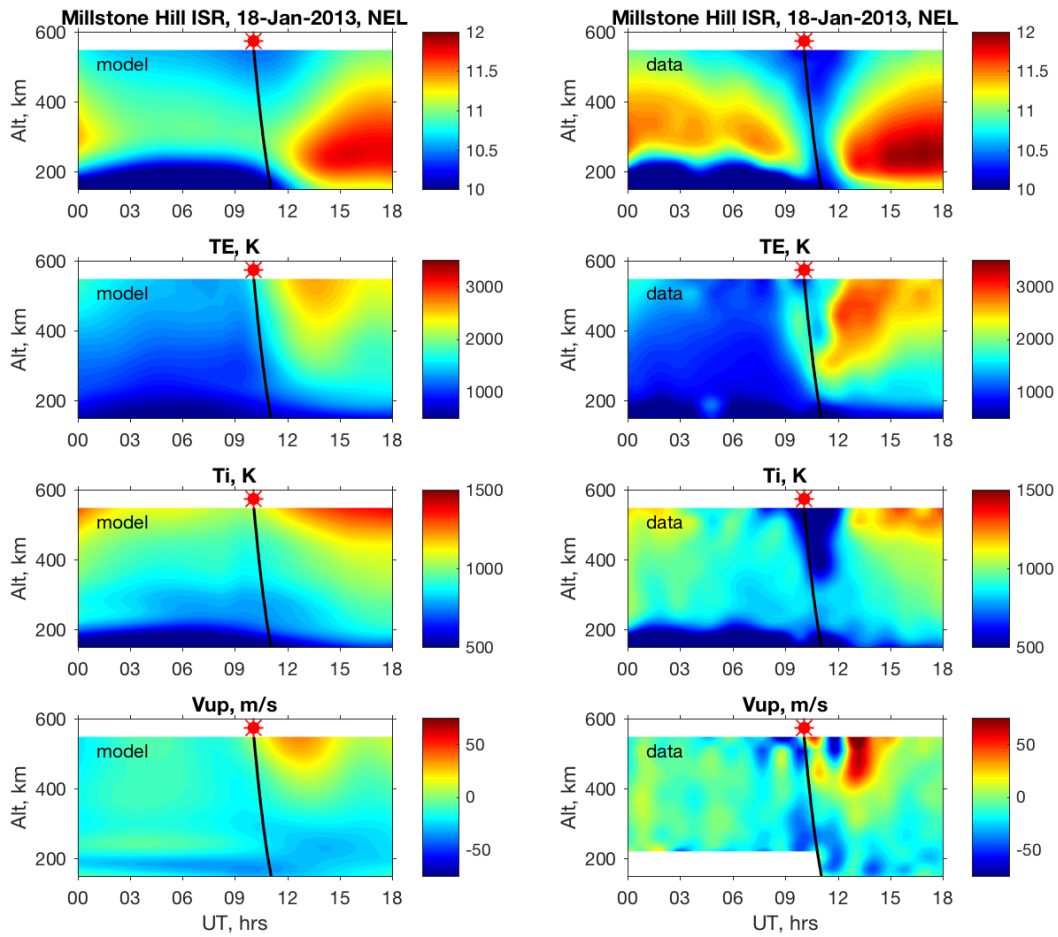 Millstone Hill ISR, 18-Jan-2013, NEL
600
400
200
Alt, km
model
00 03 06 09 12 15 18
12
11.5
11
10.5
10
Millstone Hill ISR, 18-Jan-2013, NEL
600
400
200
Alt, km
data
00 03 06 09 12 15 18
12
11.5
11
10.5
10
TE, K
600
400
200
Alt, km
model
00 03 06 09 12 15 18
3000
2000
1000
TE, K
600
400
200
Alt, km
data
00 03 06 09 12 15 18
3000
2000
1000
Ti, K
600
400
200
Alt, km
model
00 03 06 09 12 15 18
1500
1000
500
Ti, K
600
400
200
Alt, km
data
00 03 06 09 12 15 18
1500
1000
500
Vup, m/s
600
400
200
Alt, km
model
00 03 06 09 12 15 18
UT, hrs
50
0
-50
Vup, m/s
600
400
200
Alt, km
data
00 03 06 09 12 15 18
UT, hrs
50
0
-50